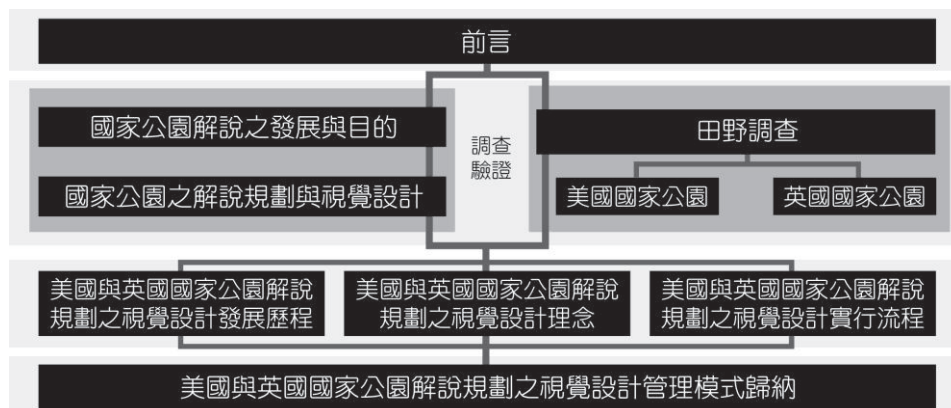 前言
國家公園解說之發展與目的
國家公園之解說規劃與視覺設計
調查
驗證
田野調查
美國國家公園
英國國家公園
美國與英國國家公園解說
規劃之視覺設計發展歷程
美國與英國國家公園解說
規劃之視覺設計理念
美國與英國國家公園解說
規劃之視覺設計實行流程
美國與英國國家公園解說規劃之視覺設計管理模式歸納